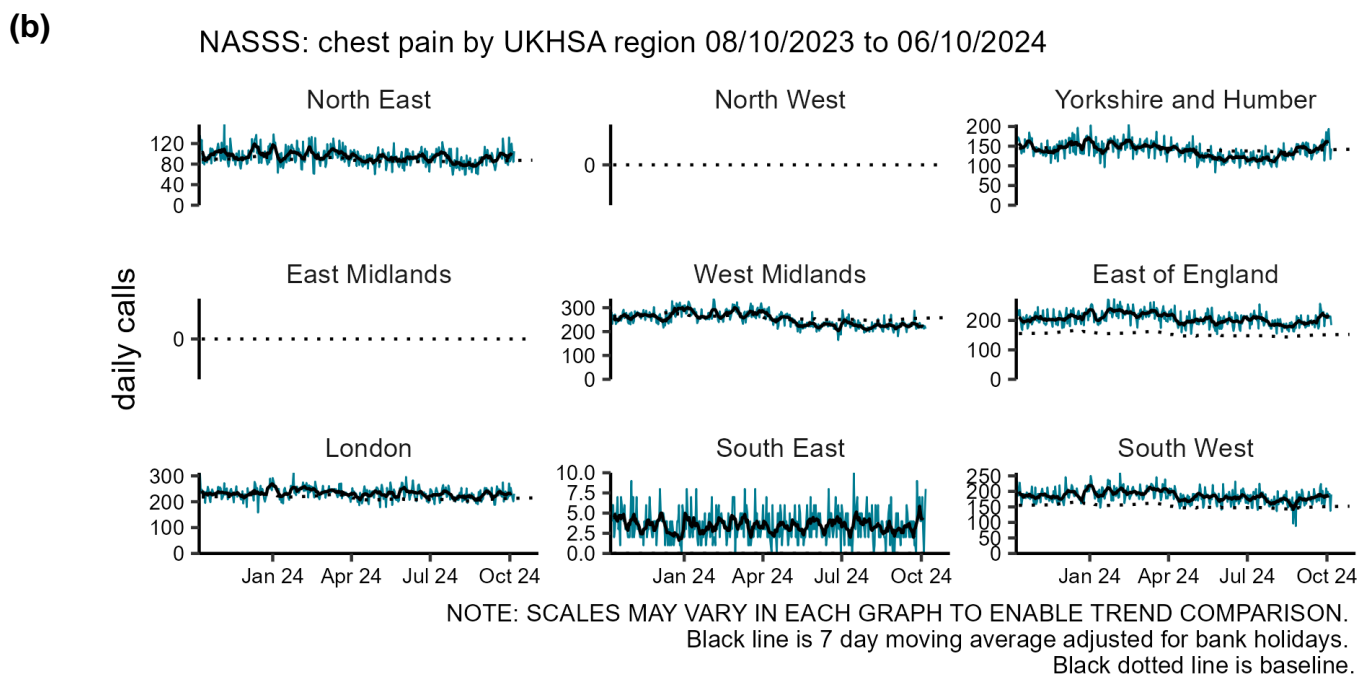 (b)
NASSS: chest pain by UKHSA region 08/10/2023 to 06/10/2024
daily calls
North East
120
80
40
0
North West
0
Yorkshire and Humber
200
150
100
50
0
East Midlands
0
West Midlands
300
200
100
0
East of England
200
100
0
London
300
200
100
0
South East
10.0
7.5
5.0
2.5
0.0
South West
250
200
150
100
50
0
Jan 24 Apr 24 Jul 24 Oct 24
Jan 24 Apr 24 Jul 24 Oct 24
Jan 24 Apr 24 Jul 24 Oct 24
NOTE: SCALES MAY VARY IN EACH GRAPH TO ENABLE TREND COMPARISON.
Black line is 7 day moving average adjusted for bank holidays.
Black dotted line is baseline.